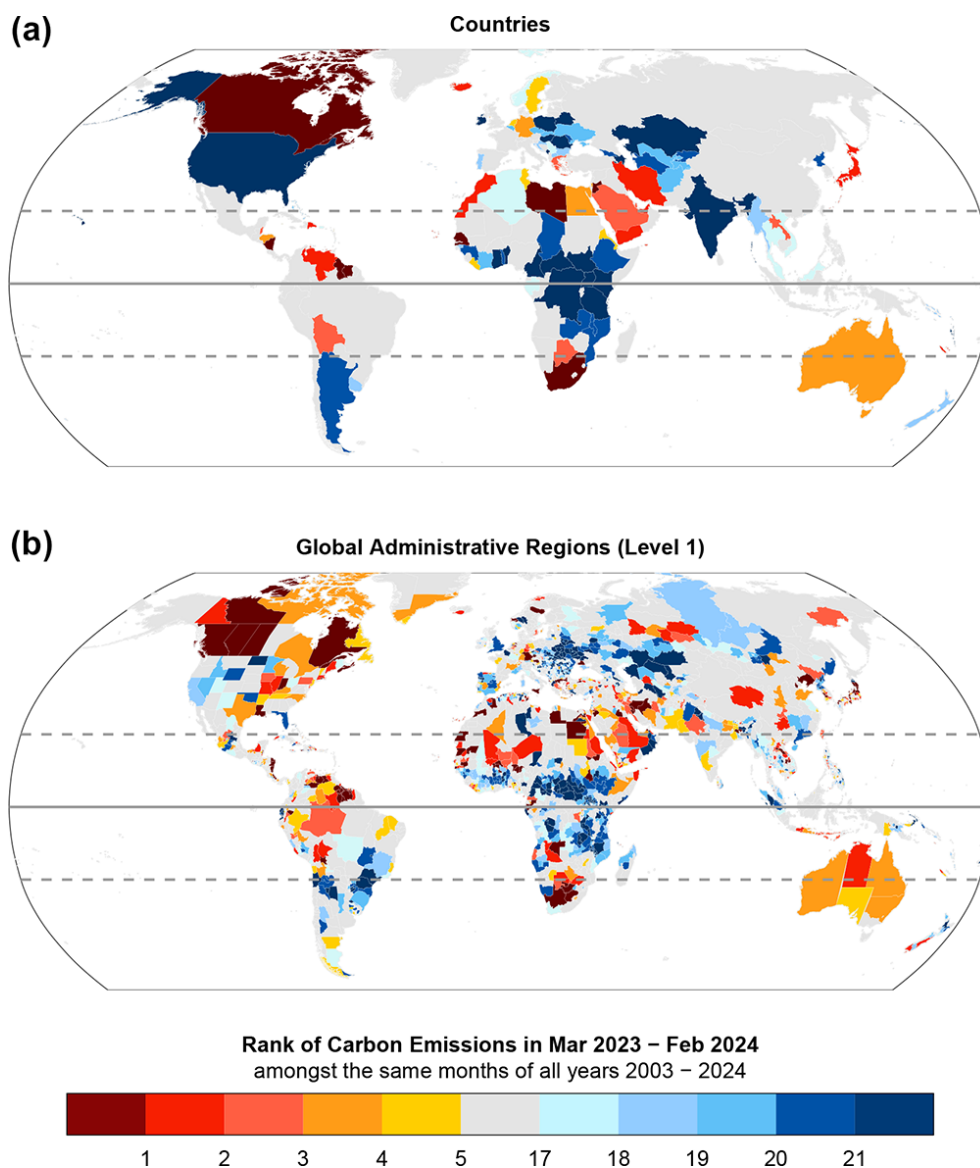 (a)
Countries
(b)
Global Administrative Regions (Level 1)
Rank of Carbon Emissions in Mar 2023 − Feb 2024
amongst the same months of all years 2003 − 2024
1 2 3 4 5 17 18 19 20 21